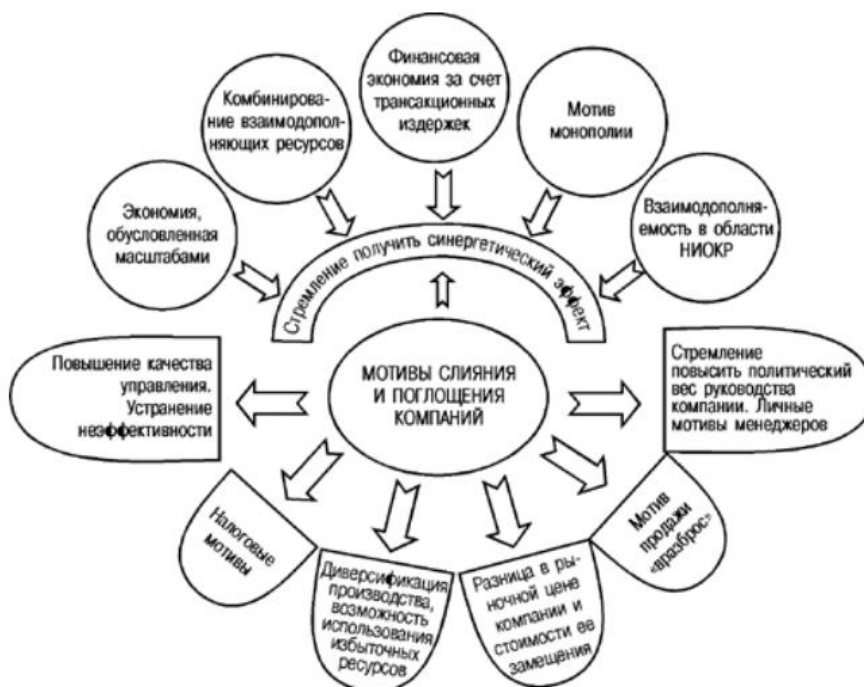 Финансовая
экономия за счет
трансакционных
издержек
Комбинирова-
ние взаимодопол-
няющих ресурсов
Мотив
монополии
Экономия,
обусловленная
масштабами
Взаимодополня-
емость в области
НИОКР
Стремление получить синергетический эффект
МОТИВЫ СЛИЯНИЯ
И ПОГЛОЩЕНИЯ
КОМПАНИЙ
Повышение качества
управления.
Устранение
неэффективности
Стремление
повысить политический
вес руководства
компании. Личные
мотивы менеджеров
Налоговые
мотивы
Диверсификация
производства,
возможность
использования
избыточных
ресурсов
Разница в ры-
ночной цене
компании и
стоимости ее
замещения
Мотив
продажи
«вразброс»